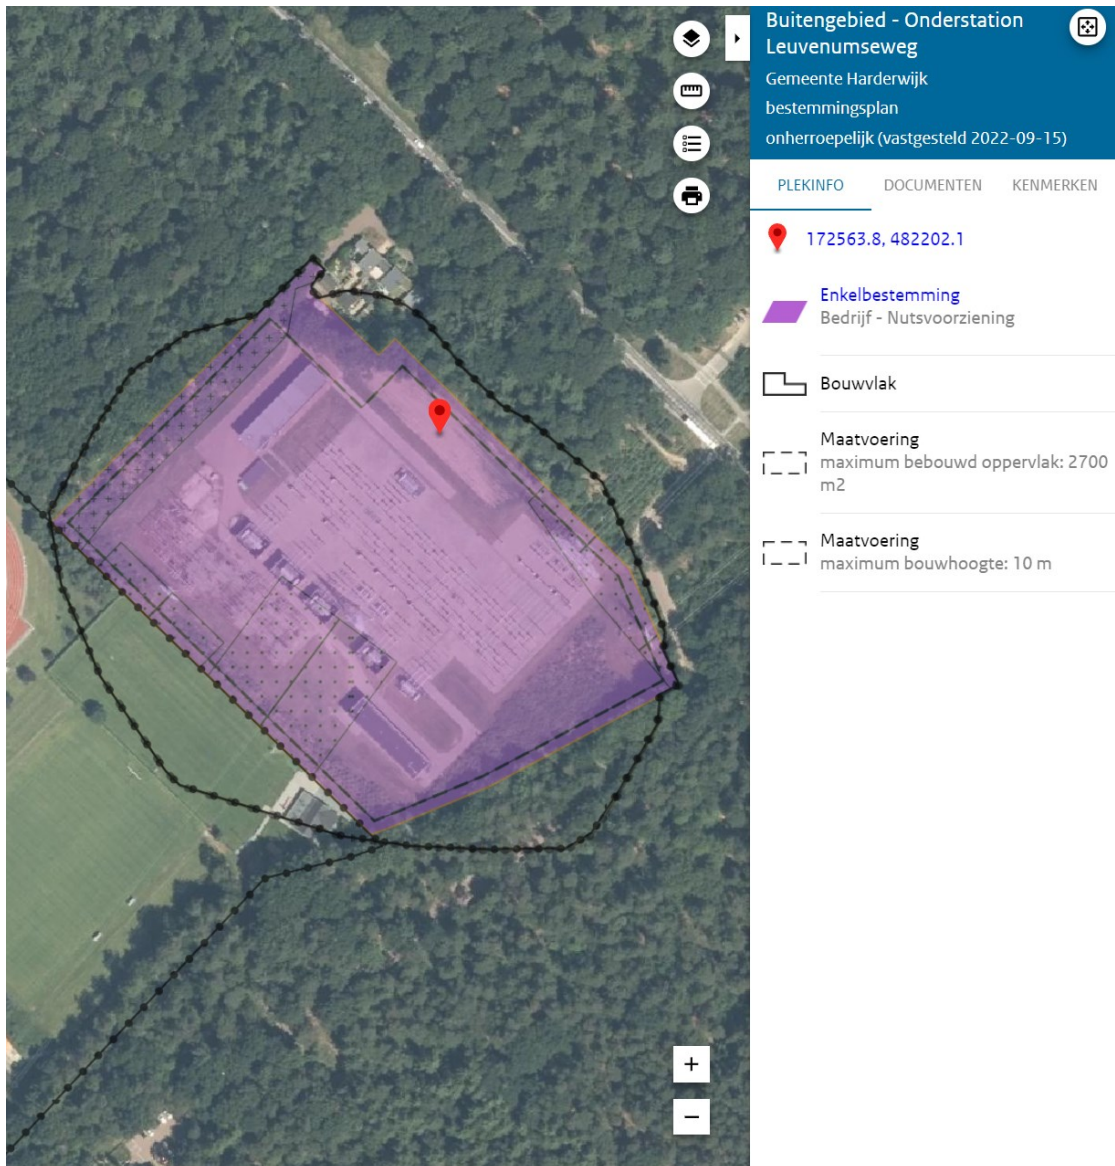 Buitengebied - Onderstation
Leuvenumseweg
Gemeente Harderwijk
bestemmingsplan
onherroepelijk (vastgesteld 2022-09-15)
PLEKINFO DOCUMENTEN KENMERKEN
172563.8, 482202.1
Enkelbestemming
Bedrijf - Nutsvoorziening
Bouwvlak
Maatvoering
maximum bebouwd oppervlak: 2700
m2
Maatvoering
maximum bouwhoogte: 10 m
+
−